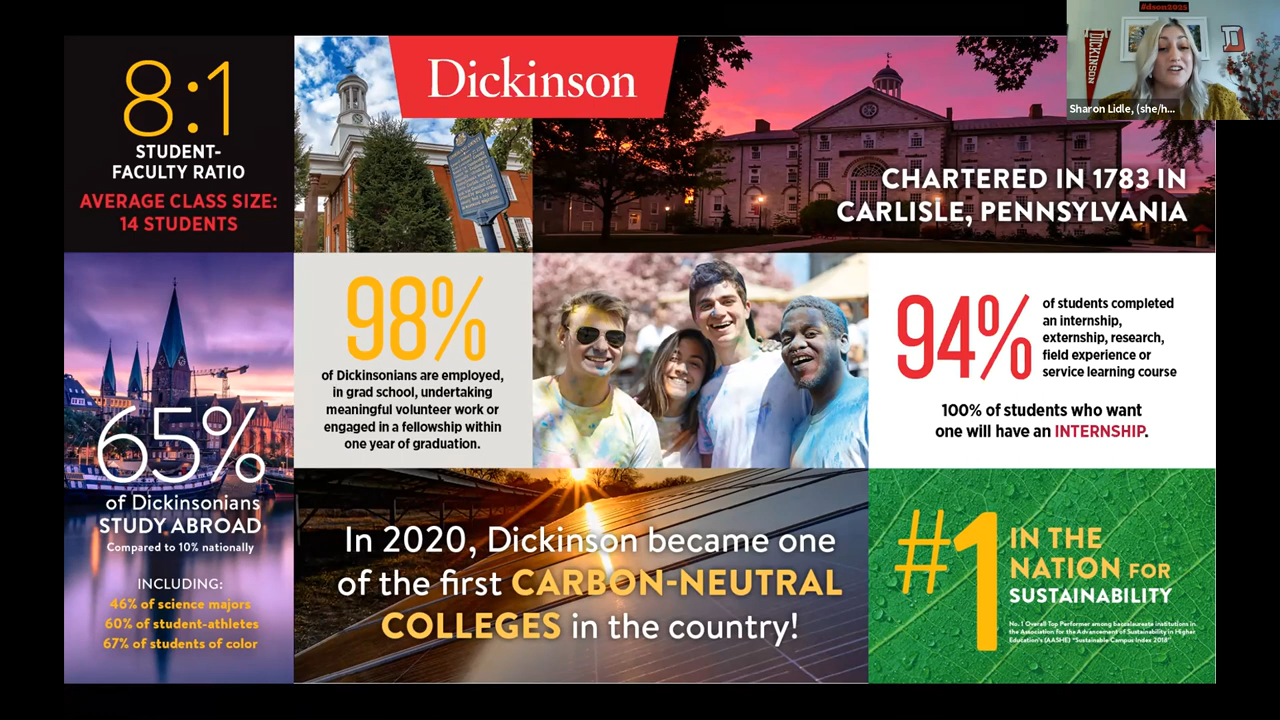 #dson2025
DICKINSON
D
Sharon Lidle, (she/h...
Dickinson
8:1
STUDENT-
FACULTY RATIO
AVERAGE CLASS SIZE:
14 STUDENTS
CHARTERED IN 1783 IN
CARLISLE, PENNSYLVANIA
65%
of Dickinsonians
STUDY ABROAD
Compared to 10% nationally
INCLUDING:
46% of science majors
60% of student-athletes
67% of students of color
98%
of Dickinsonians are employed,
in grad school, undertaking
meaningful volunteer work or
engaged in a fellowship within
one year of graduation.
94%
of students completed
an internship,
externship, research,
field experience or
service learning course
100% of students who want
one will have an INTERNSHIP.
In 2020, Dickinson became one
of the first CARBON-NEUTRAL
COLLEGES in the country!
#1
IN THE
NATION FOR
SUSTAINABILITY
No. 1 Overall Top Performer among baccalaureate institutions in
the Association for the Advancement of Sustainability in Higher
Education's (AASHE) "Sustainable Campus Index 2018"